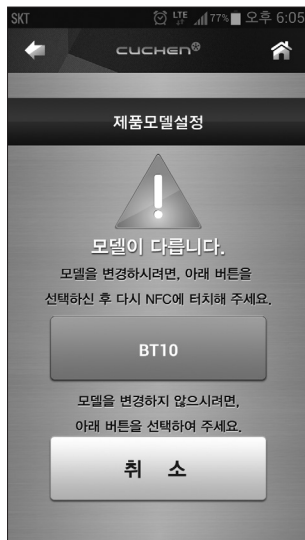 SKT LTE 77% 오후 6:05
CUCHEN
제품모델설정
모델이 다릅니다.
모델을 변경하시려면, 아래 버튼을
선택하신 후 다시 NFC에 터치해 주세요.
BT10
모델을 변경하지 않으시려면,
아래 버튼을 선택하여 주세요.
취 소